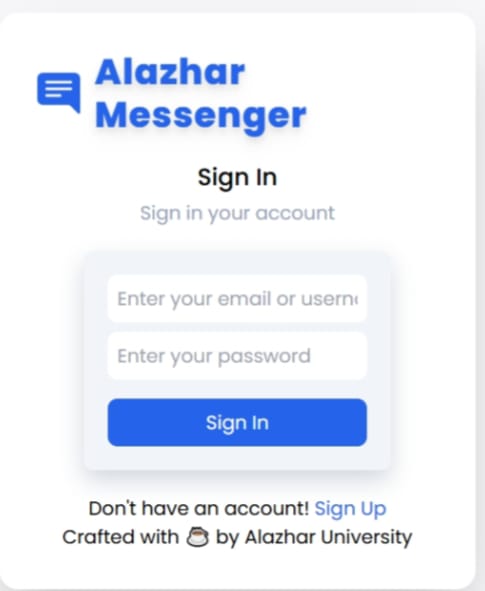 Alazhar
Messenger
Sign In
Sign in your account
Enter your email or usern
Enter your password
Sign In
Don't have an account! Sign Up
Crafted with ☕ by Alazhar University